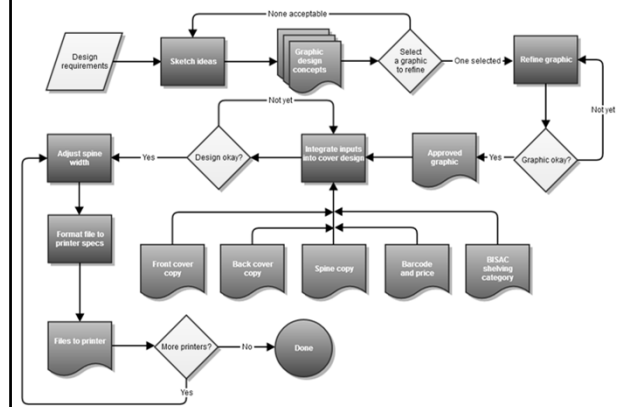 None acceptable
Design
requirements
Sketch ideas
Graphic
design
concepts
Select
a graphic
to refine
One selected
Refine graphic
Not yet
Not yet
Adjust spine
width
Yes
Design okay?
Integrate inputs
into cover design
Approved
graphic
Yes
Graphic okay?
Format file to
printer specs
Front cover
copy
Back cover
copy
Spine copy
Barcode
and price
BISAC
shelving
category
Files to printer
More printers?
No
Done
Yes